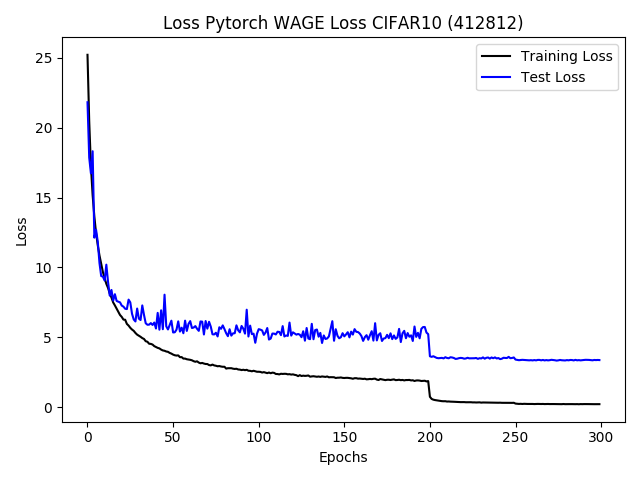 Loss Pytorch WAGE Loss CIFAR10 (412812)
Training Loss
Test Loss
25
20
15
10
5
0
Loss
0 50 100 150 200 250 300
Epochs